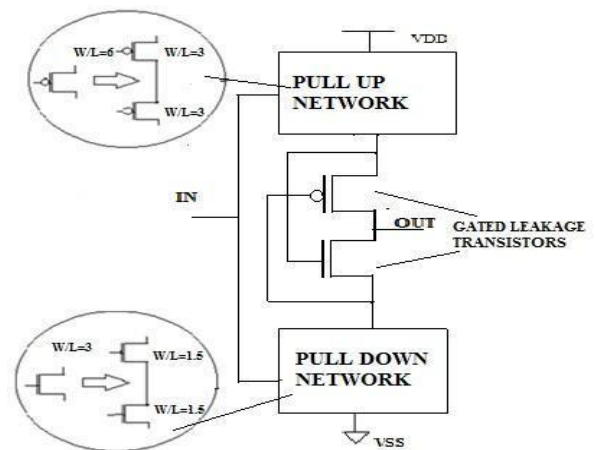 VDD
W/L=6
W/L=3
W/L=3
PULL UP
NETWORK
IN
OUT
GATED LEAKAGE
TRANSISTORS
W/L=3
W/L=1.5
W/L=1.5
PULL DOWN
NETWORK
VSS